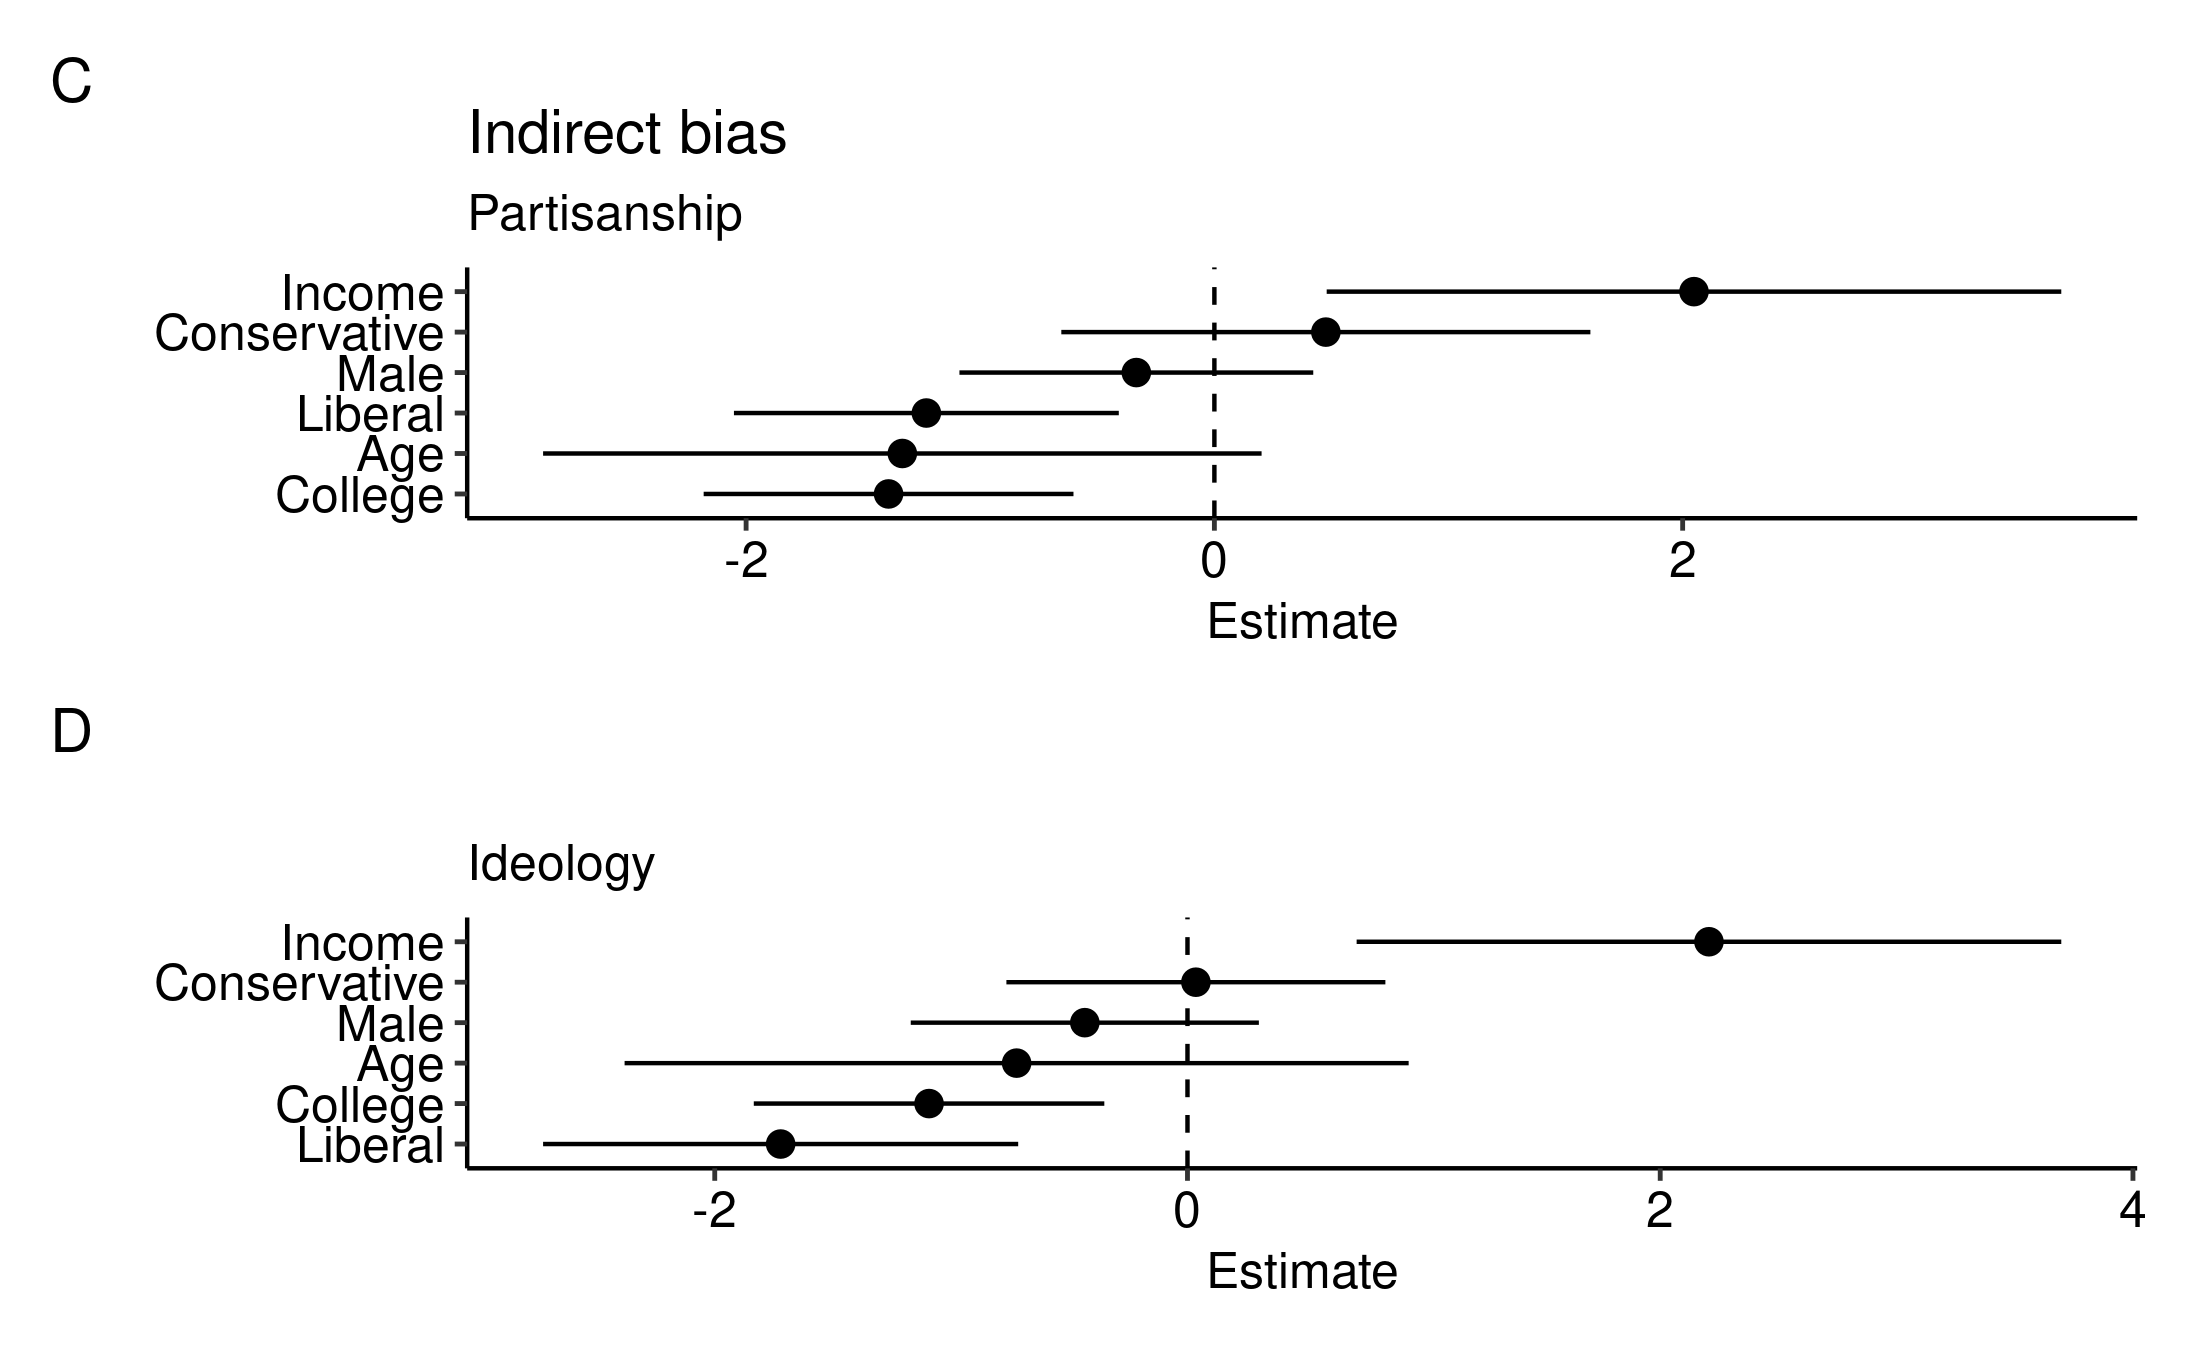 C
Indirect bias
Partisanship
Income
Conservative
Male
Liberal
Age
College
-2 0 2
Estimate
D
Ideology
Income
Conservative
Male
Age
College
Liberal
-2 0 2 4
Estimate